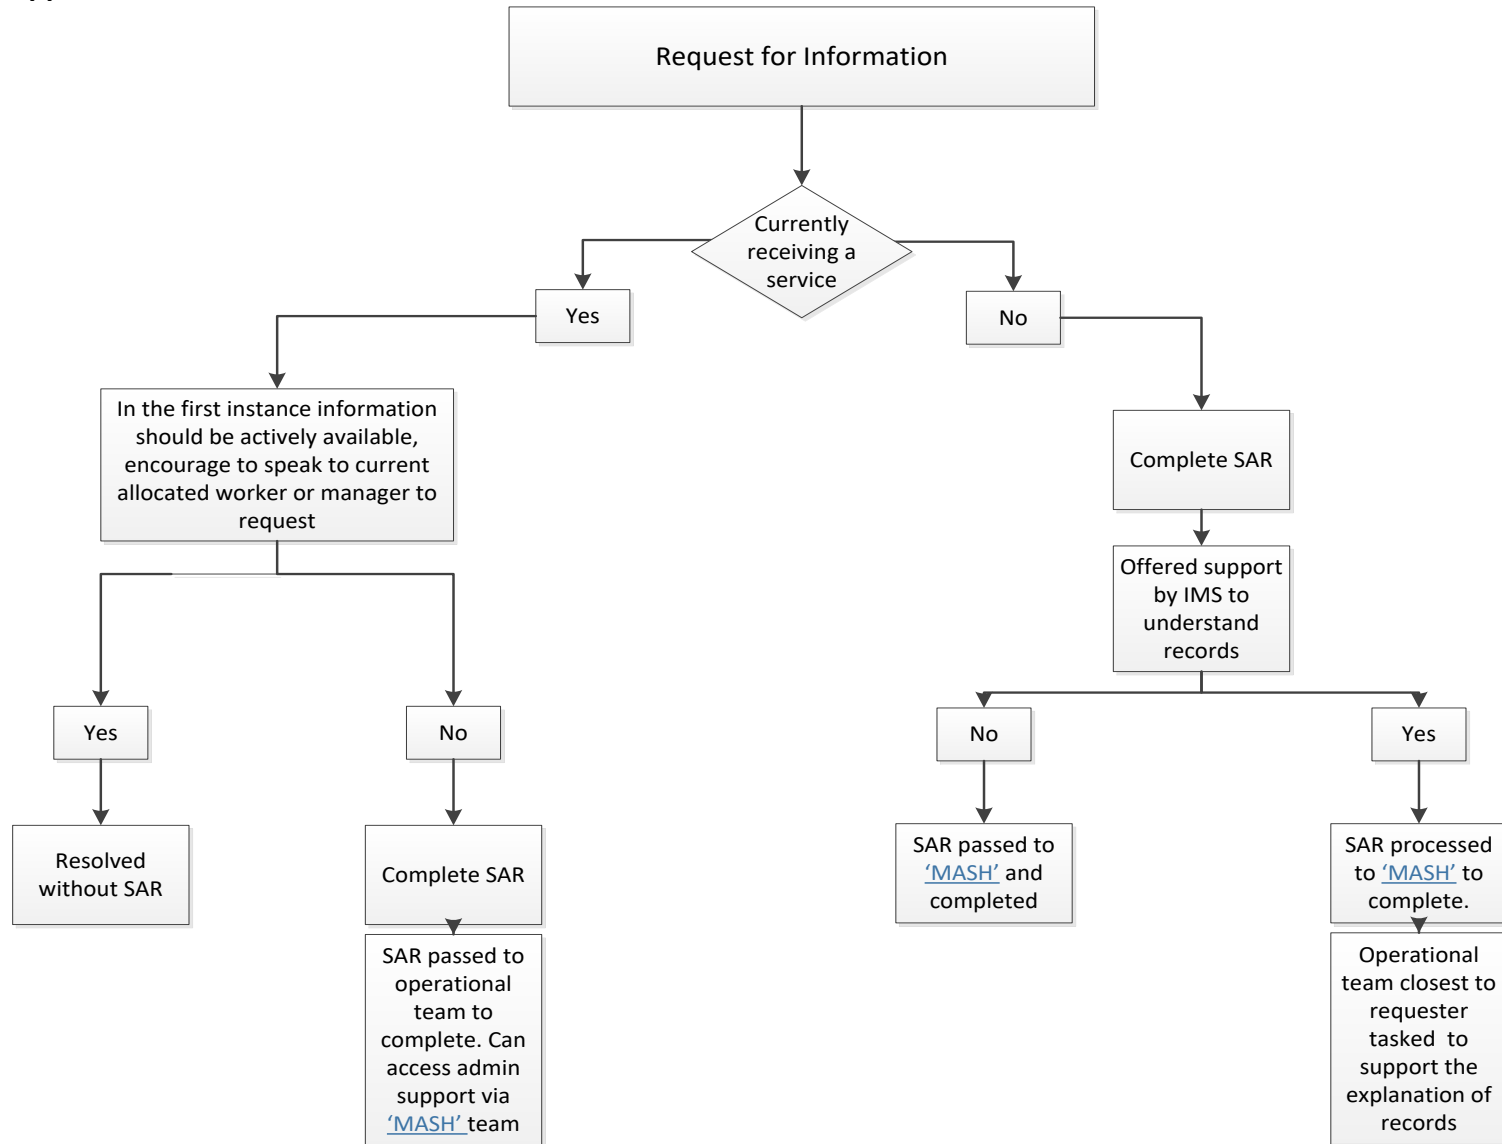 Request for Information
Currently
receiving a
service
Yes
No
In the first instance information
should be actively available,
encourage to speak to current
allocated worker or manager to
request
Complete SAR
Offered support
by IMS to
understand
records
Yes
No
No
Yes
Resolved
without SAR
Complete SAR
SAR passed to
‘MASH’ and
completed
SAR processed
to ‘MASH’ to
complete.
SAR passed to
operational
team to
complete. Can
access admin
support via
‘MASH’ team
Operational
team closest to
requester
tasked to
support the
explanation of
records